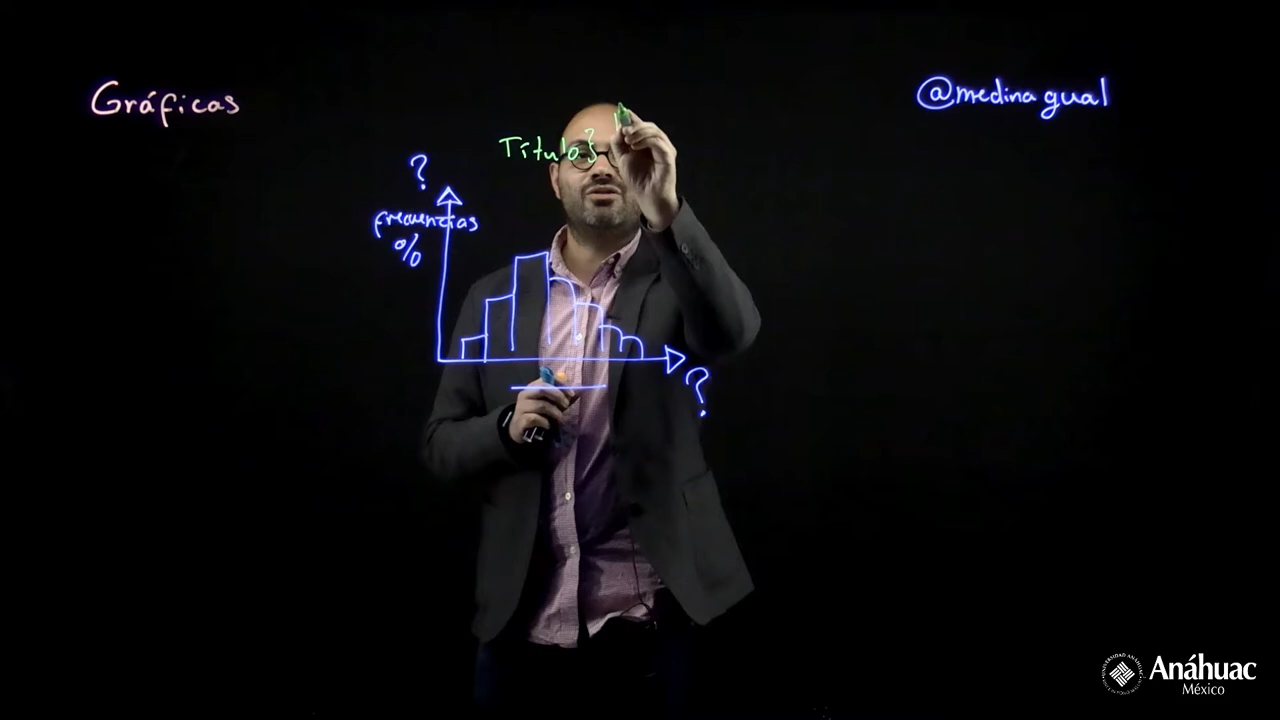 Gráficas
@medinagual
Título}
?
frecuencias
%
?
Anáhuac
México